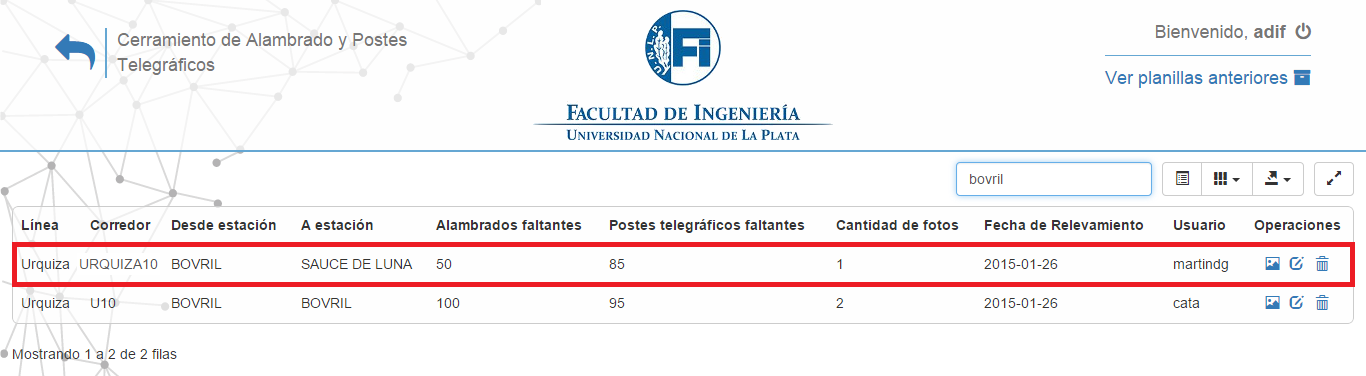 Cerramiento de Alambrado y Postes
Telegráficos
U.N.L.P.
Fi
FACULTAD DE INGENIERÍA
UNIVERSIDAD NACIONAL DE LA PLATA
Bienvenido, adif
Ver planillas anteriores
bovril
Línea Corredor Desde estación A estación Alambrados faltantes Postes telegráficos faltantes Cantidad de fotos Fecha de Relevamiento Usuario Operaciones
Urquiza URQUIZA10 BOVRIL SAUCE DE LUNA 50 85 1 2015-01-26 martindg
Urquiza U10 BOVRIL BOVRIL 100 95 2 2015-01-26 cata
Mostrando 1 a 2 de 2 filas